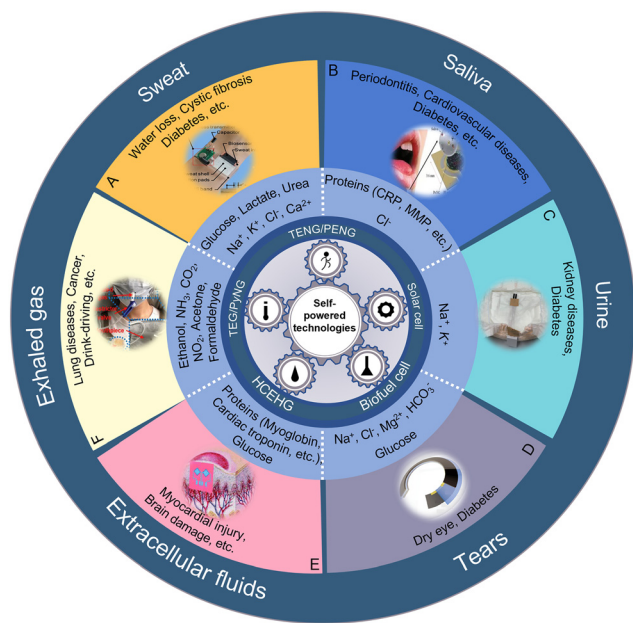 Sweat
A
Water loss, Cystic fibrosis
Diabetes, etc.
Glucose, Lactate, Urea
Na⁺, K⁺, Cl⁻, Ca²⁺
Saliva
B
Periodontitis, Cardiovascular diseases,
Diabetes, etc.
Proteins (CRP, MMP, etc.)
Cl⁻
Urine
C
Kidney diseases,
Diabetes
Na⁺, K⁺
Tears
D
Dry eye, Diabetes
Na⁺, Cl⁻, Mg²⁺, HCO₃⁻
Glucose
Extracellular fluids
E
Myocardial injury,
Brain damage, etc.
Proteins (Myoglobin,
Cardiac troponin, etc.)
Glucose
Exhaled gas
F
Lung diseases, Cancer,
Drink-driving, etc.
Ethanol, NH₃, CO₂,
NO₂, Acetone,
Formaldehyde
TENG/PENG
Solar cell
Biofuel cell
HCEHG
TEG/PyNG
Self-
powered
technologies